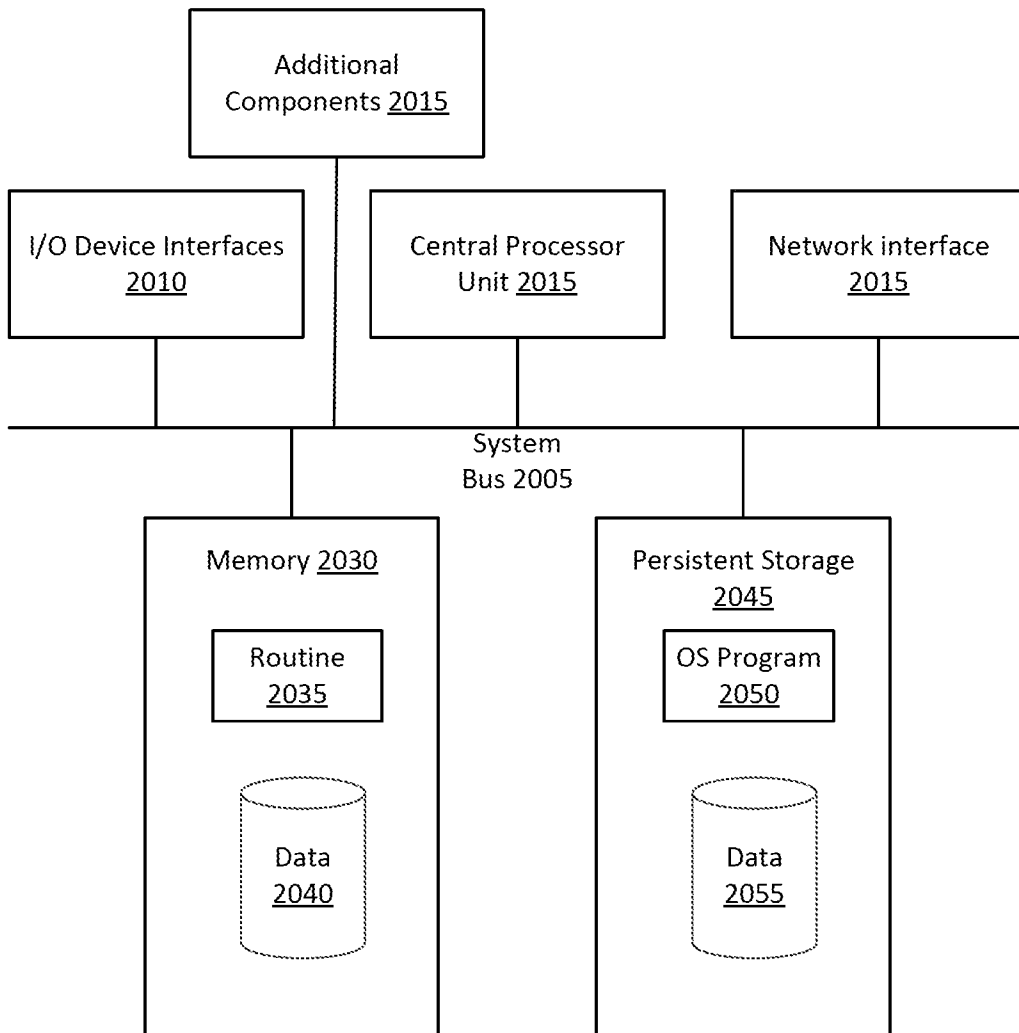 Additional
Components 2015
I/O Device Interfaces
2010
Central Processor
Unit 2015
Network interface
2015
System
Bus 2005
Memory 2030
Routine
2035
Data
2040
Persistent Storage
2045
OS Program
2050
Data
2055